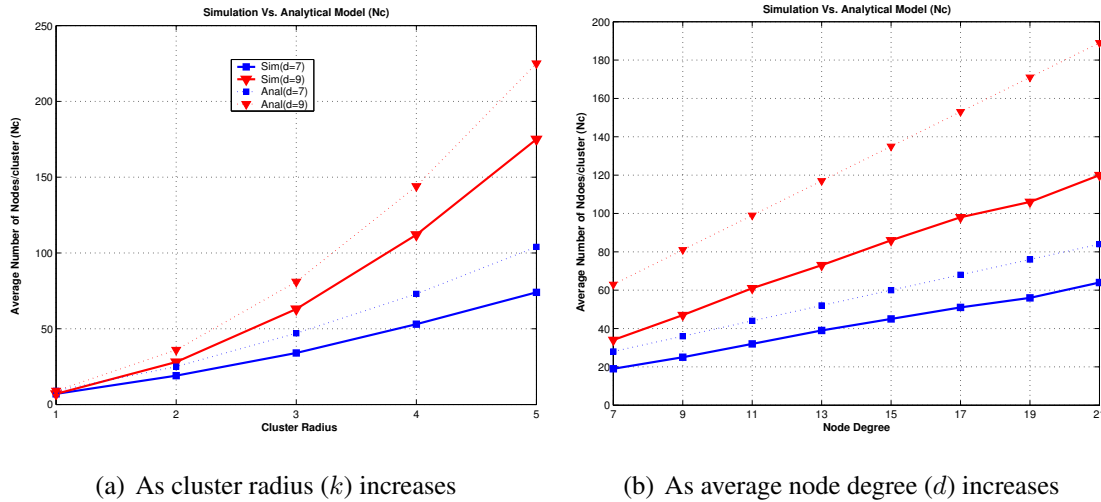 Simulation Vs. Analytical Model (Nc)
Average Number of Nodes/cluster (Nc)
250
200
150
100
50
0
Sim(d=7)
Sim(d=9)
Anal(d=7)
Anal(d=9)
1 2 3 4 5
Cluster Radius
(a) As cluster radius (k) increases
Simulation Vs. Analytical Model (Nc)
Average Number of Ndoes/cluster (Nc)
200
180
160
140
120
100
80
60
40
20
0
7 9 11 13 15 17 19 21
Node Degree
(b) As average node degree (d) increases